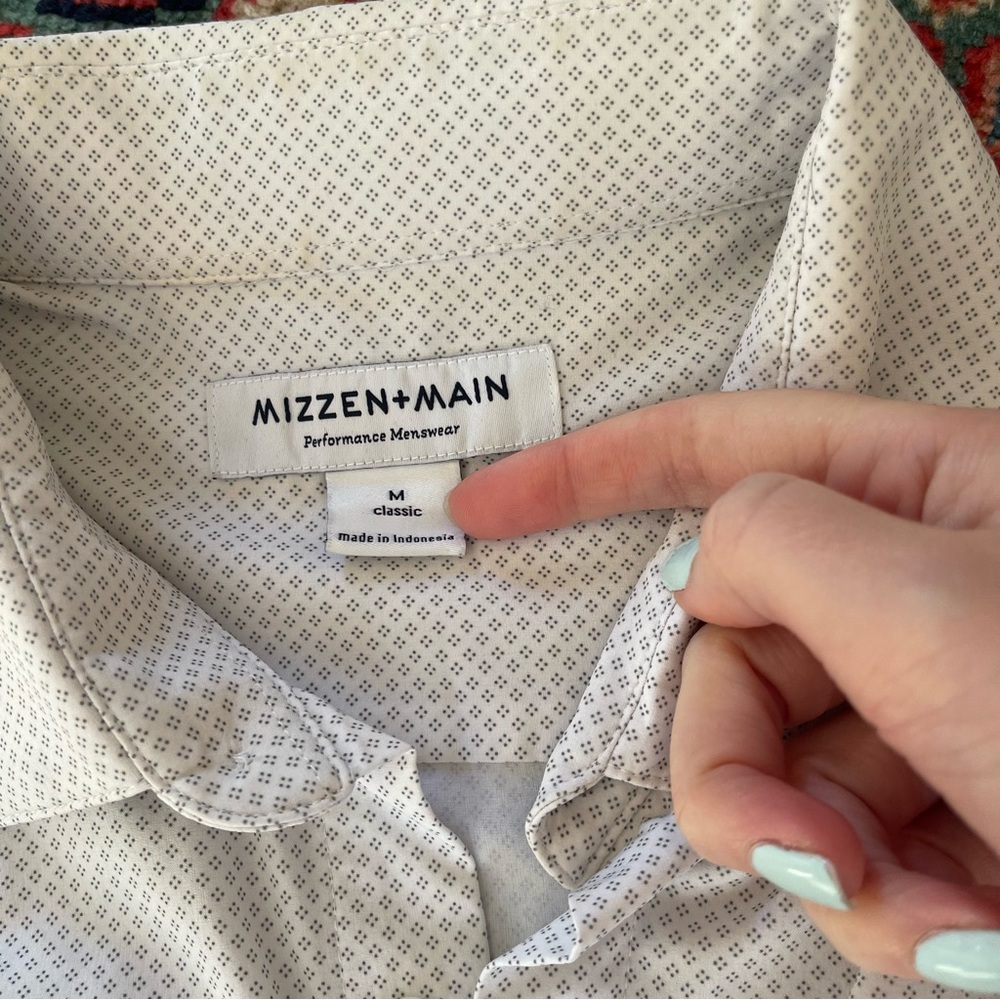 MIZZEN+MAIN
Performance Menswear
M
classic
made in Indonesia